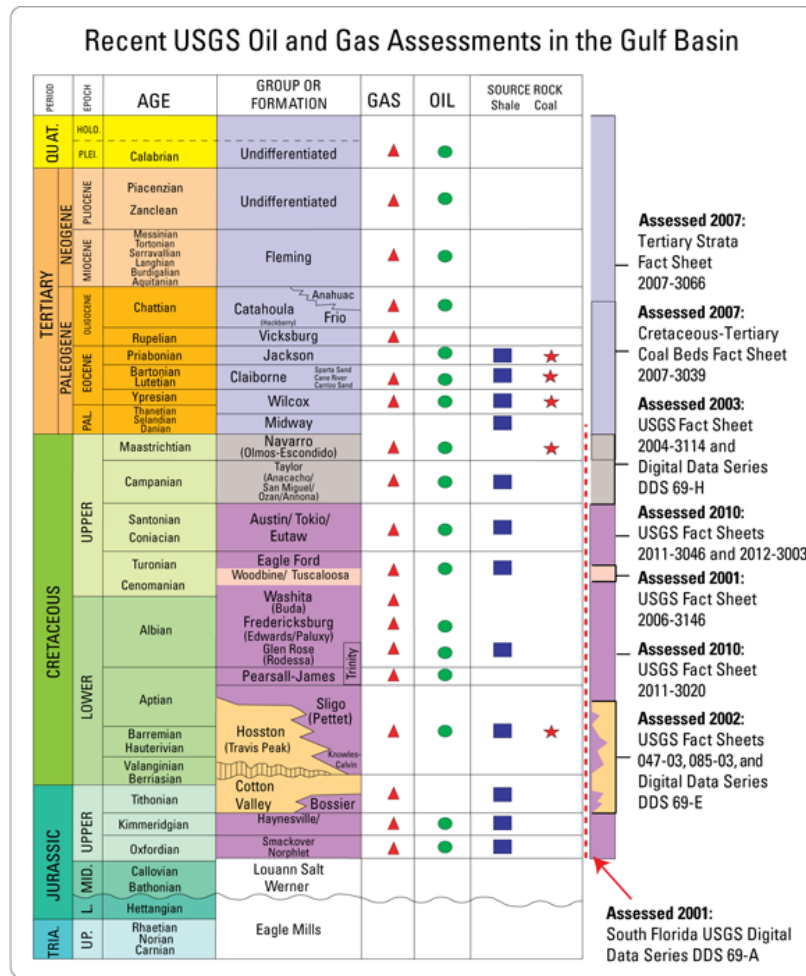 Recent USGS Oil and Gas Assessments in the Gulf Basin
PERIOD
EPOCH
AGE
GROUP OR
FORMATION
GAS
OIL
SOURCE ROCK
Shale Coal
QUAT.
HOLO.
PLEI.
Calabrian
Undifferentiated
TERTIARY
NEOGENE
PLIOCENE
Piacenzian
Zanclean
Undifferentiated
MIOCENE
Messinian
Tortonian
Serravallian
Langhian
Burdigalian
Aquitanian
Fleming
PALEOGENE
OLIGOCENE
Chattian
Anahuac
Catahoula
(Hackberry)
Frio
Rupelian
Vicksburg
EOCENE
Priabonian
Jackson
Bartonian
Lutetian
Claiborne
Sparta Sand
Cane River
Carrizo Sand
Ypresian
Wilcox
PAL.
Thanetian
Selandian
Danian
Midway
CRETACEOUS
UPPER
Maastrichtian
Navarro
(Olmos-Escondido)
Campanian
Taylor
(Anacacho/
San Miguel/
Ozan/Annona)
Santonian
Coniacian
Austin/ Tokio/
Eutaw
Turonian
Cenomanian
Eagle Ford
Woodbine/ Tuscaloosa
LOWER
Albian
Washita
(Buda)
Fredericksburg
(Edwards/Paluxy)
Glen Rose
(Rodessa)
Trinity
Pearsall-James
Aptian
Sligo
(Pettet)
Barremian
Hauterivian
Hosston
(Travis Peak)
Knowles-
Calvin
Valanginian
Berriasian
JURASSIC
UPPER
Tithonian
Cotton
Valley
Bossier
Kimmeridgian
Haynesville/
Oxfordian
Smackover
Norphlet
MID.
Callovian
Bathonian
Louann Salt
Werner
L.
Hettangian
TRIA.
UP.
Rhaetian
Norian
Carnian
Eagle Mills
Assessed 2007:
Tertiary Strata
Fact Sheet
2007-3066
Assessed 2007:
Cretaceous-Tertiary
Coal Beds Fact Sheet
2007-3039
Assessed 2003:
USGS Fact Sheet
2004-3114 and
Digital Data Series
DDS 69-H
Assessed 2010:
USGS Fact Sheets
2011-3046 and 2012-3003
Assessed 2001:
USGS Fact Sheet
2006-3146
Assessed 2010:
USGS Fact Sheet
2011-3020
Assessed 2002:
USGS Fact Sheets
047-03, 085-03, and
Digital Data Series
DDS 69-E
Assessed 2001:
South Florida USGS Digital
Data Series DDS 69-A